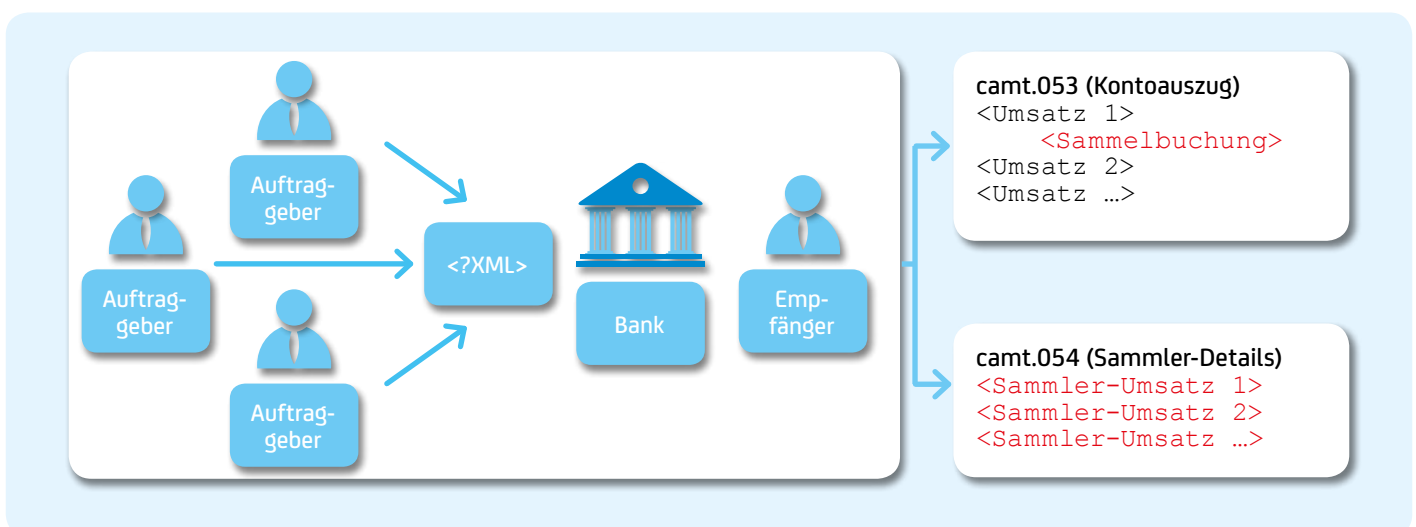 Auftrag-
geber
Auftrag-
geber
Auftrag-
geber
<?XML>
Bank
Emp-
fänger
camt.053 (Kontoauszug)
<Umsatz 1>
<Sammelbuchung>
<Umsatz 2>
<Umsatz …>
camt.054 (Sammler-Details)
<Sammler-Umsatz 1>
<Sammler-Umsatz 2>
<Sammler-Umsatz …>